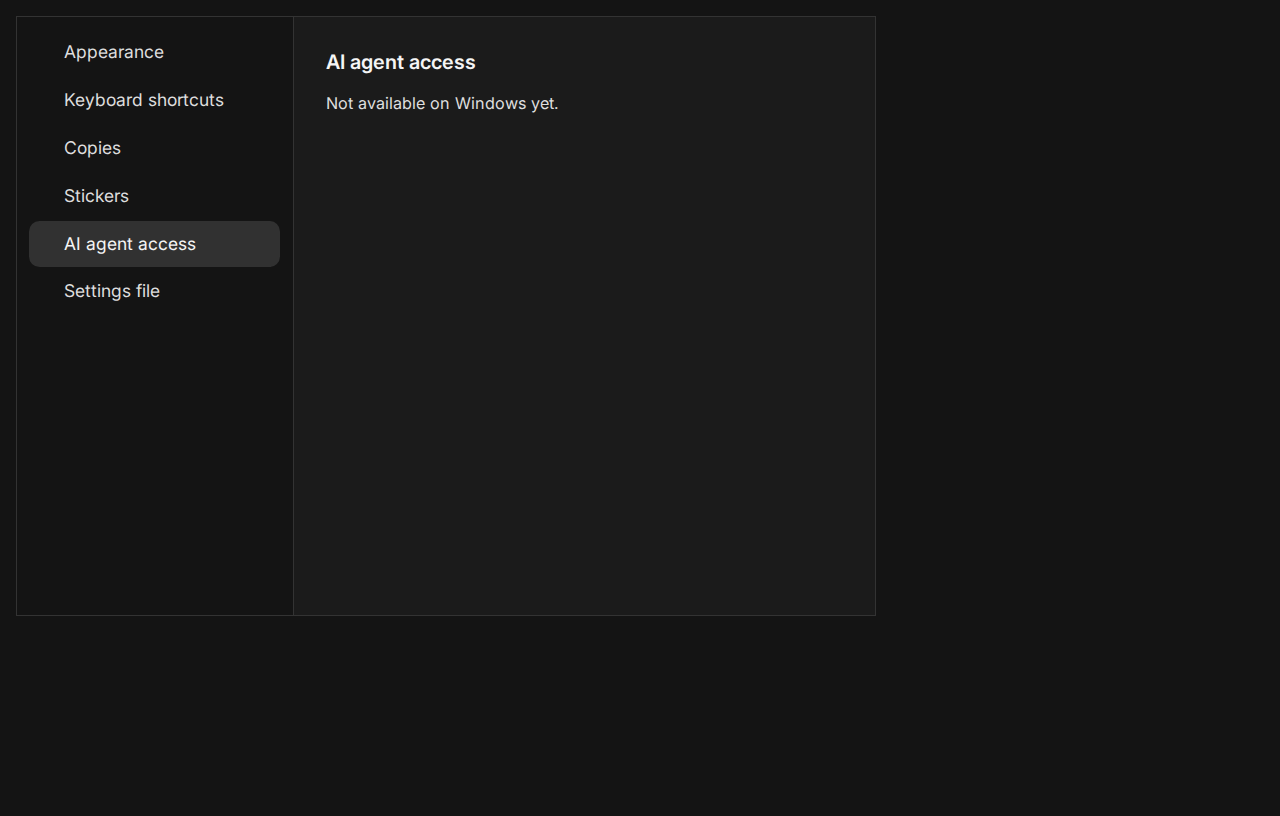 Appearance
Keyboard shortcuts
Copies
Stickers
AI agent access
Settings file
AI agent access
Not available on Windows yet.